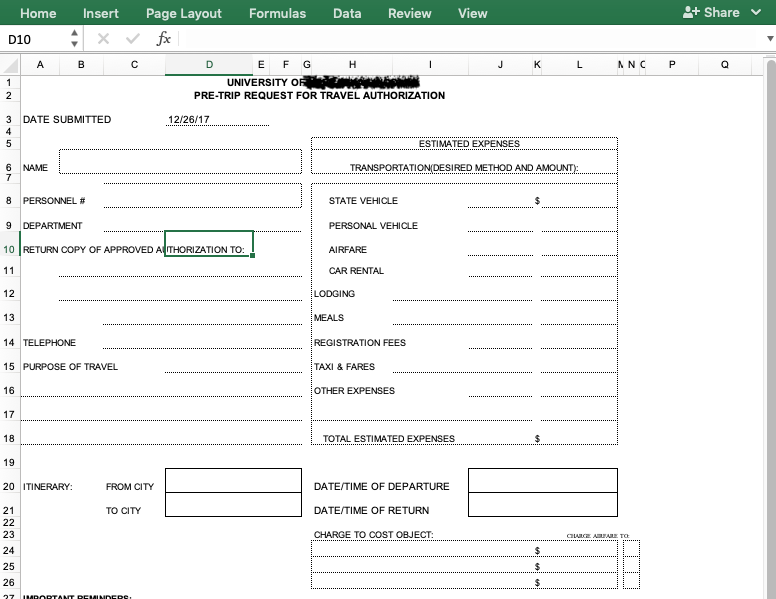 Home Insert Page Layout Formulas Data Review View Share
D10 fx
A B C D E F G H I J K L M N O P Q
1 UNIVERSITY OF
2 PRE-TRIP REQUEST FOR TRAVEL AUTHORIZATION
3 DATE SUBMITTED 12/26/17
4
5 ESTIMATED EXPENSES
6 NAME TRANSPORTATION(DESIRED METHOD AND AMOUNT):
7
8 PERSONNEL # STATE VEHICLE $
9 DEPARTMENT PERSONAL VEHICLE
10 RETURN COPY OF APPROVED AUTHORIZATION TO: AIRFARE
11 CAR RENTAL
12 LODGING
13 MEALS
14 TELEPHONE REGISTRATION FEES
15 PURPOSE OF TRAVEL TAXI & FARES
16 OTHER EXPENSES
17
18 TOTAL ESTIMATED EXPENSES $
19
20 ITINERARY: FROM CITY DATE/TIME OF DEPARTURE
21 TO CITY DATE/TIME OF RETURN
22
23 CHARGE TO COST OBJECT: CHARGE AIRFARE TO:
24 $
25 $
26 $
27 IMPORTANT REMINDERS: